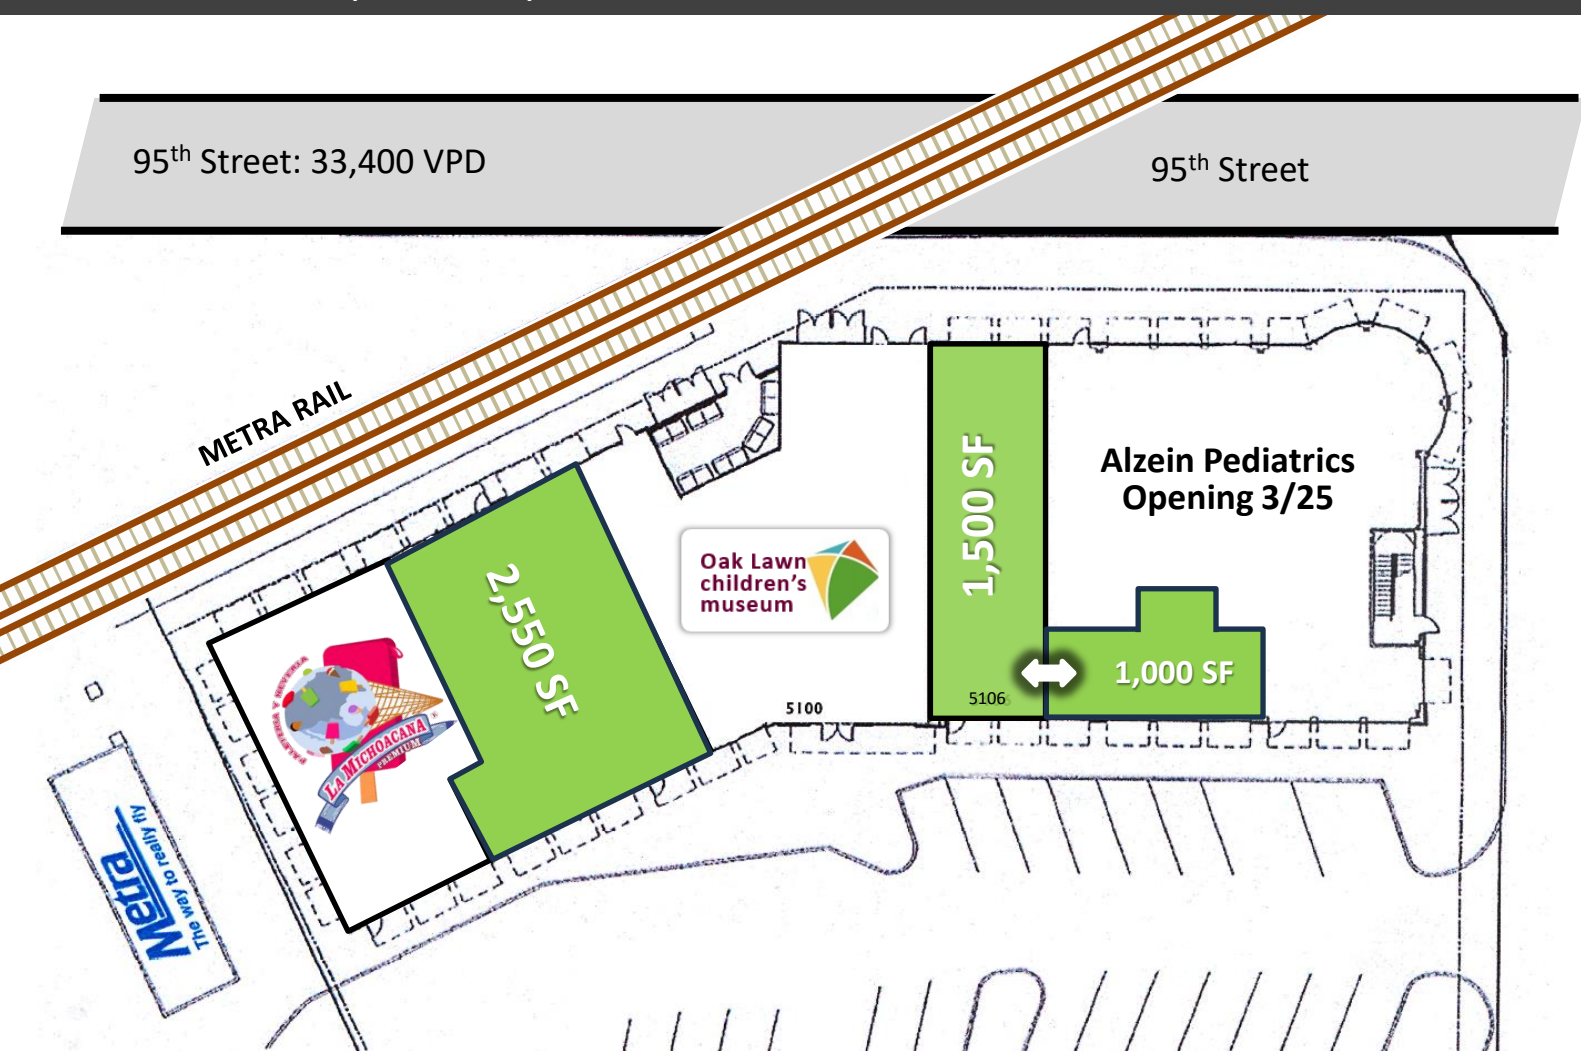 95th Street: 33,400 VPD
95th Street
METRA RAIL
Alzein Pediatrics
Opening 3/25
1,500 SF
2,550 SF
Oak Lawn
children's
museum
1,000 SF
5106
5100
PALETERIA Y NEVERIA
LA MICHOACANA
PREMIUM
Metra
The way to really fly